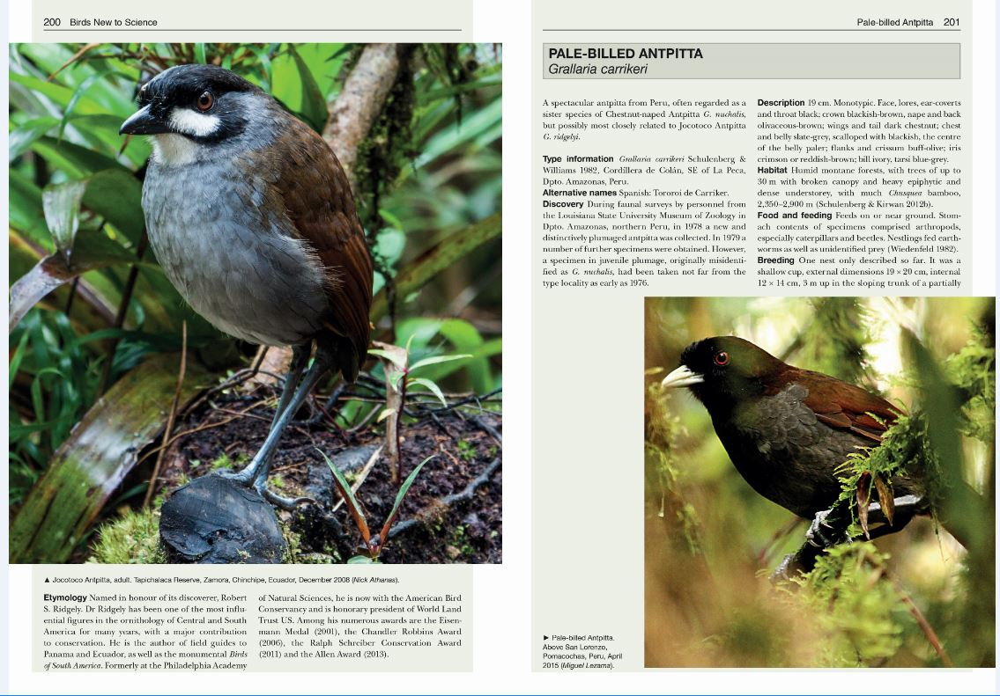 200 Birds New to Science
▲ Jocotoco Antpitta, adult. Tapichalaca Reserve, Zamora, Chinchipe, Ecuador, December 2008 (Nick Athanas).
Etymology Named in honour of its discoverer, Robert
S. Ridgely. Dr Ridgely has been one of the most influ-
ential figures in the ornithology of Central and South
America for many years, with a major contribution
to conservation. He is the author of field guides to
Panama and Ecuador, as well as the monumental Birds
of South America. Formerly at the Philadelphia Academy
of Natural Sciences, he is now with the American Bird
Conservancy and is honorary president of World Land
Trust US. Among his numerous awards are the Eisen-
mann Medal (2001), the Chandler Robbins Award
(2006), the Ralph Schreiber Conservation Award
(2011) and the Allen Award (2013).
Pale-billed Antpitta 201
PALE-BILLED ANTPITTA
Grallaria carrikeri
A spectacular antpitta from Peru, often regarded as a
sister species of Chestnut-naped Antpitta G. nuchalis,
but possibly most closely related to Jocotoco Antpitta
G. ridgelyi.
Type information Grallaria carrikeri Schulenberg &
Williams 1982, Cordillera de Colán, SE of La Peca,
Dpto. Amazonas, Peru.
Alternative names Spanish: Tororoi de Carriker.
Discovery During faunal surveys by personnel from
the Louisiana State University Museum of Zoology in
Dpto. Amazonas, northern Peru, in 1978 a new and
distinctively plumaged antpitta was collected. In 1979 a
number of further specimens were obtained. However,
a specimen in juvenile plumage, originally misidenti-
fied as G. nuchalis, had been taken not far from the
type locality as early as 1976.
Description 19 cm. Monotypic. Face, lores, ear-coverts
and throat black; crown blackish-brown, nape and back
olivaceous-brown; wings and tail dark chestnut; chest
and belly slate-grey, scalloped with blackish, the centre
of the belly paler; flanks and crissum buff-olive; iris
crimson or reddish-brown; bill ivory, tarsi blue-grey.
Habitat Humid montane forests, with trees of up to
30 m with broken canopy and heavy epiphytic and
dense understorey, with much Chusquea bamboo,
2,350–2,900 m (Schulenberg & Kirwan 2012b).
Food and feeding Feeds on or near ground. Stom-
ach contents of specimens comprised arthropods,
especially caterpillars and beetles. Nestlings fed earth-
worms as well as unidentified prey (Wiedenfeld 1982).
Breeding One nest only described so far. It was a
shallow cup, external dimensions 19 × 20 cm, internal
12 × 14 cm, 3 m up in the sloping trunk of a partially
► Pale-billed Antpitta.
Above San Lorenzo,
Pomacochas, Peru, April
2015 (Miguel Lezama).